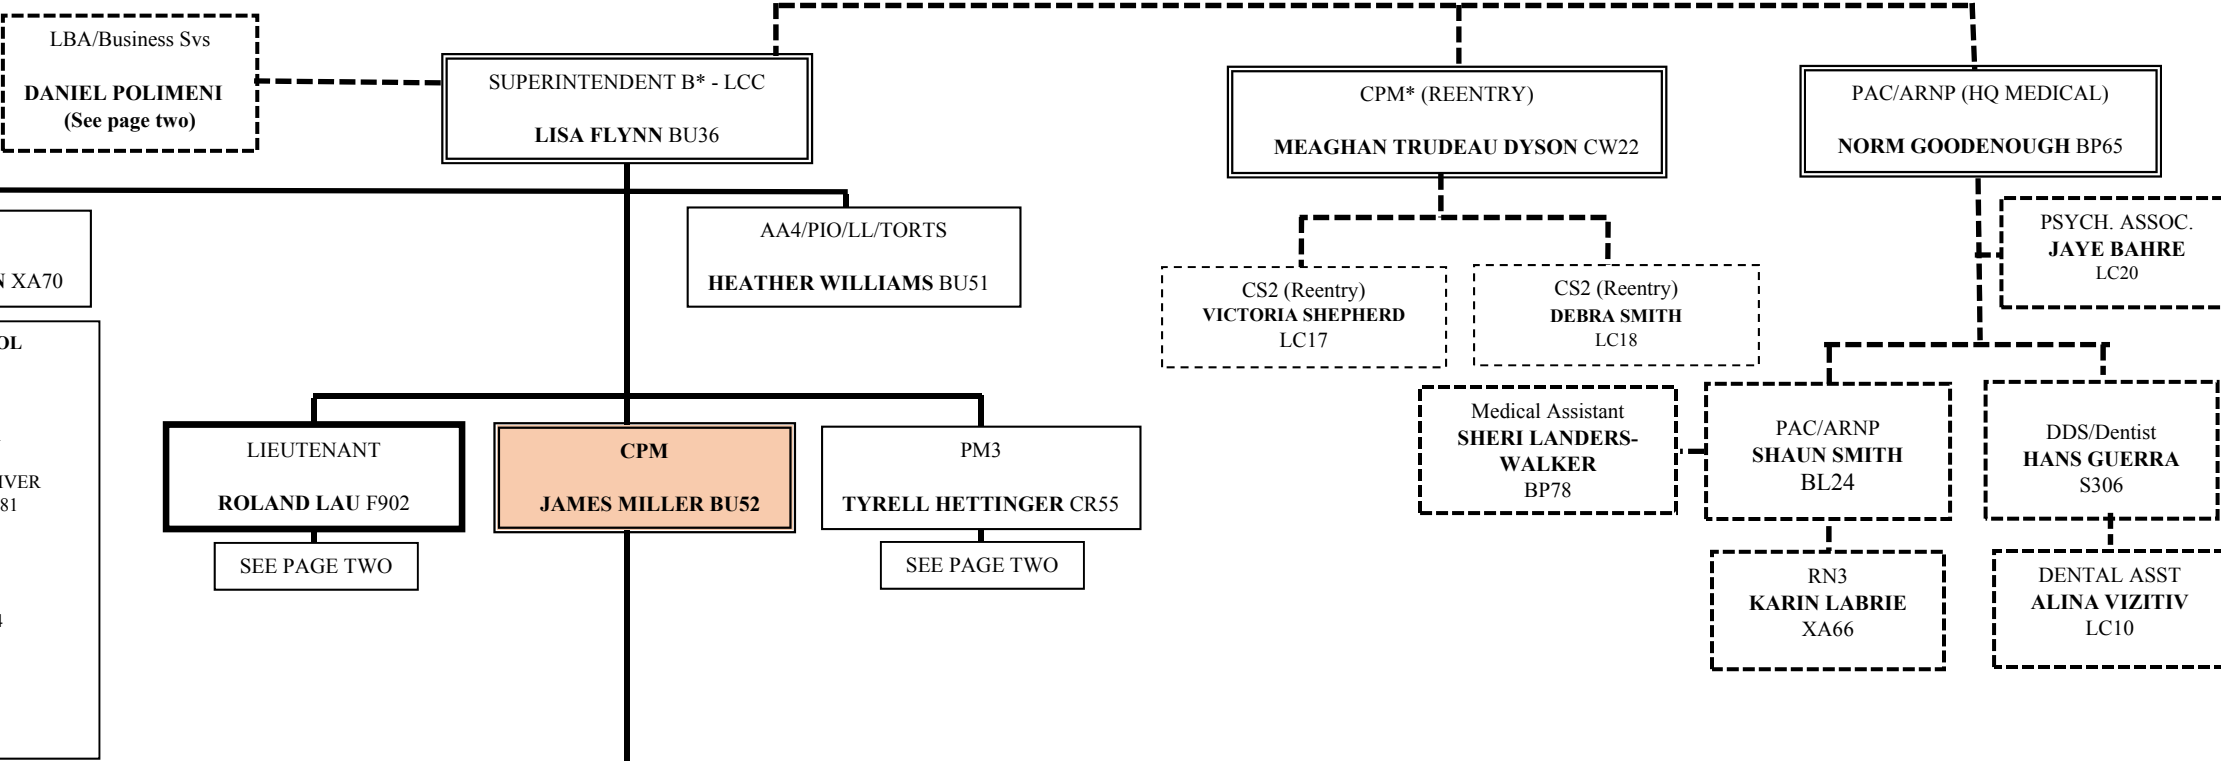 LBA/Business Svs
DANIEL POLIMENI
(See page two)
SUPERINTENDENT B* - LCC
LISA FLYNN BU36
CPM* (REENTRY)
MEAGHAN TRUDEAU DYSON CW22
PAC/ARNP (HQ MEDICAL)
NORM GOODENOUGH BP65
XA70
AA4/PIO/LL/TORTS
HEATHER WILLIAMS BU51
CS2 (Reentry)
VICTORIA SHEPHERD
LC17
CS2 (Reentry)
DEBRA SMITH
LC18
PSYCH. ASSOC.
JAYE BAHRE
LC20
OL
IVER
81
4
LIEUTENANT
ROLAND LAU F902
SEE PAGE TWO
CPM
JAMES MILLER BU52
PM3
TYRELL HETTINGER CR55
SEE PAGE TWO
Medical Assistant
SHERI LANDERS-
WALKER
BP78
PAC/ARNP
SHAUN SMITH
BL24
DDS/Dentist
HANS GUERRA
S306
RN3
KARIN LABRIE
XA66
DENTAL ASST
ALINA VIZITIV
LC10